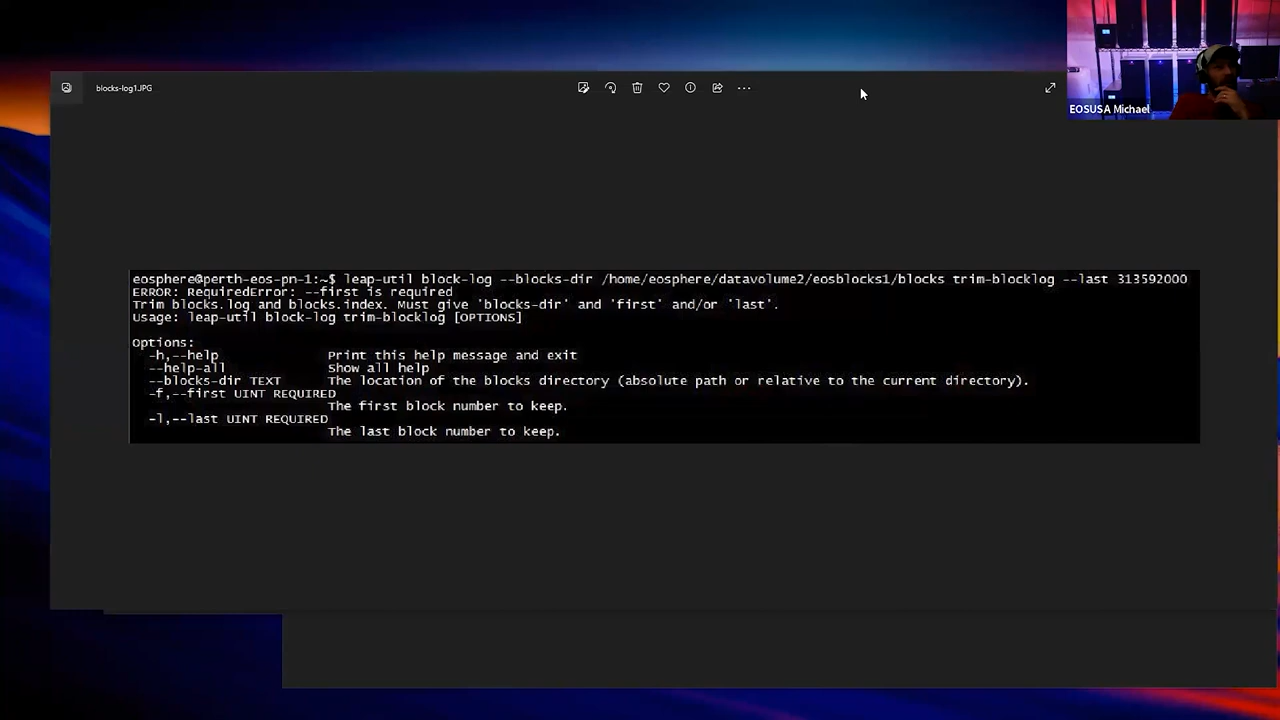 blocks-log1.JPG
EOSUSA Michael
eosphere@perth-eos-pn-1:~$ leap-util block-log --blocks-dir /home/eosphere/datavolume2/eosblocks1/blocks trim-blocklog --last 313592000
ERROR: RequiredError: --first is required
Trim blocks.log and blocks.index. Must give 'blocks-dir' and 'first' and/or 'last'.
Usage: leap-util block-log trim-blocklog [OPTIONS]
Options:
-h,--help Print this help message and exit
--help-all Show all help
--blocks-dir TEXT The location of the blocks directory (absolute path or relative to the current directory).
-f,--first UINT REQUIRED
The first block number to keep.
-l,--last UINT REQUIRED
The last block number to keep.